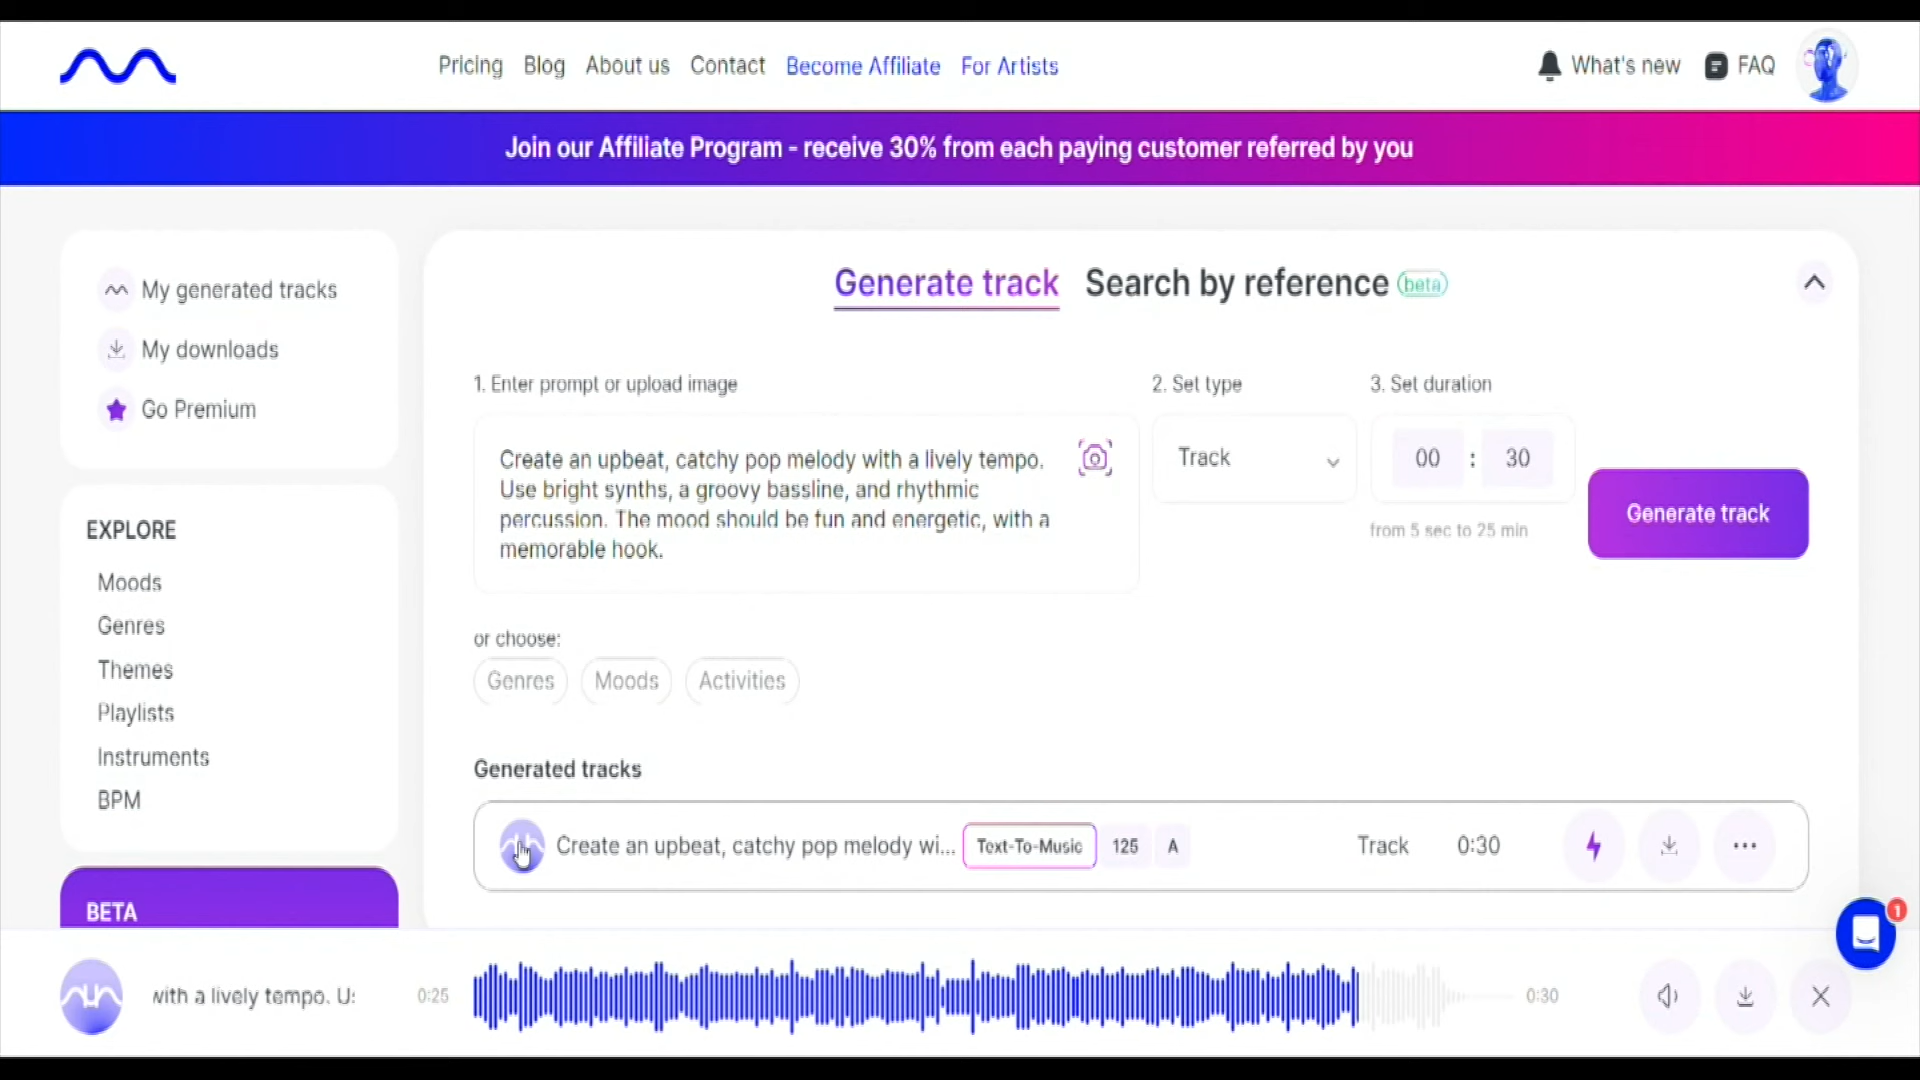 Pricing Blog About us Contact Become Affiliate For Artists What's new FAQ
Join our Affiliate Program - receive 30% from each paying customer referred by you
My generated tracks
My downloads
Go Premium
EXPLORE
Moods
Genres
Themes
Playlists
Instruments
BPM
BETA
Generate track Search by reference beta
1. Enter prompt or upload image
Create an upbeat, catchy pop melody with a lively tempo.
Use bright synths, a groovy bassline, and rhythmic
percussion. The mood should be fun and energetic, with a
memorable hook.
2. Set type
Track
3. Set duration
00 : 30
from 5 sec to 25 min
Generate track
or choose:
Genres Moods Activities
Generated tracks
Create an upbeat, catchy pop melody wi... Text-To-Music 125 A Track 0:30
1
with a lively tempo. U: 0:25 0:30